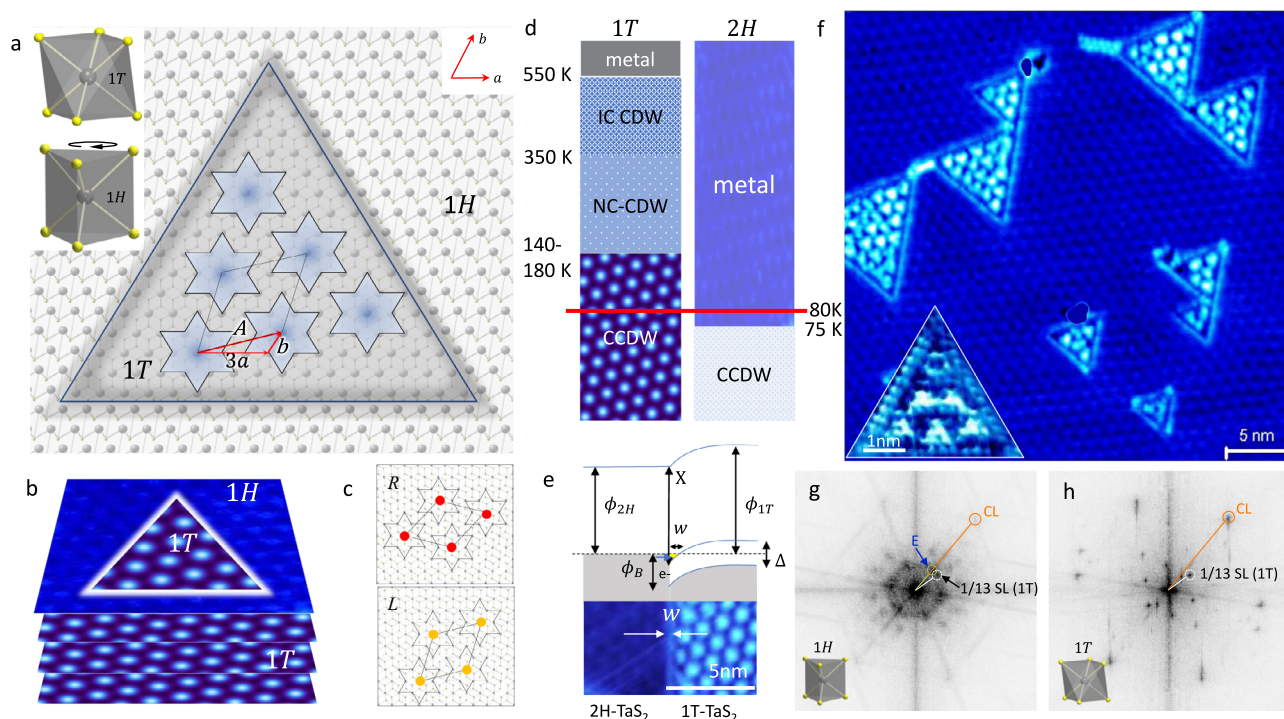 a
1T
1H
1T
1H
A
3a
b
b
a
b
1H
1T
1T
c
R
L
d
1T
2H
metal
550 K
IC CDW
350 K
NC-CDW
metal
140-
180 K
80K
75 K
CCDW
CCDW
e
X
ϕ2H
ϕ1T
w
ϕB
e-
Δ
w
5nm
2H-TaS2
1T-TaS2
f
1nm
5 nm
g
CL
E
1/13 SL (1T)
1H
h
CL
1/13 SL (1T)
1T